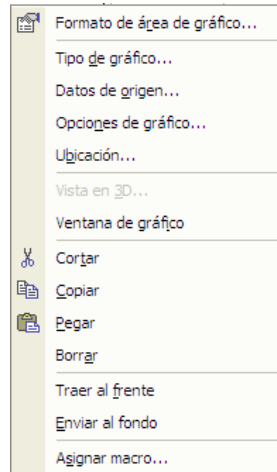 Formato de área de gráfico...
Tipo de gráfico...
Datos de origen...
Opciones de gráfico...
Ubicación...
Vista en 3D...
Ventana de gráfico
Cortar
Copiar
Pegar
Borrar
Traer al frente
Enviar al fondo
Asignar macro...